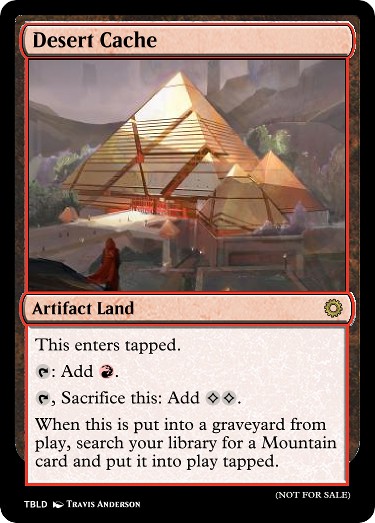 Desert Cache
Artifact Land
This enters tapped.
: Add .
, Sacrifice this: Add .
When this is put into a graveyard from
play, search your library for a Mountain
card and put it into play tapped.
(NOT FOR SALE)
TBLD Travis Anderson